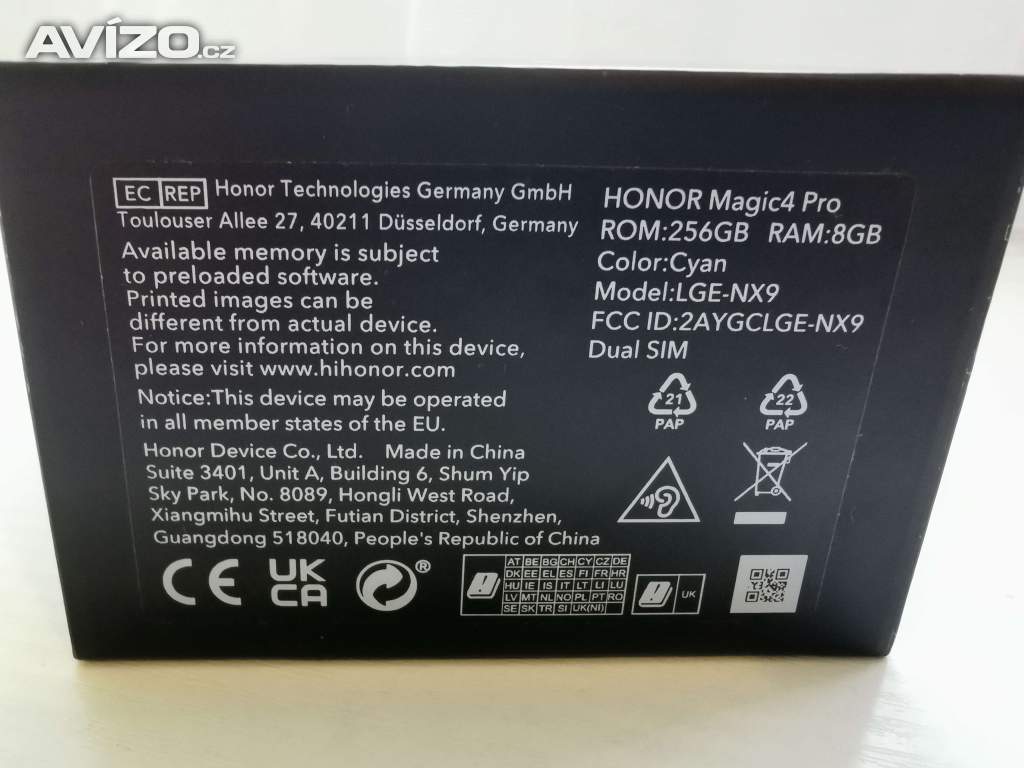 AVÍZO.cz
EC REP Honor Technologies Germany GmbH
Toulouser Allee 27, 40211 Düsseldorf, Germany
Available memory is subject
to preloaded software.
Printed images can be
different from actual device.
For more information on this device,
please visit www.hihonor.com
Notice:This device may be operated
in all member states of the EU.
Honor Device Co., Ltd. Made in China
Suite 3401, Unit A, Building 6, Shum Yip
Sky Park, No. 8089, Hongli West Road,
Xiangmihu Street, Futian District, Shenzhen,
Guangdong 518040, People's Republic of China
HONOR Magic4 Pro
ROM:256GB RAM:8GB
Color:Cyan
Model:LGE-NX9
FCC ID:2AYGCLGE-NX9
Dual SIM
21
PAP
22
PAP
CE
UK
CA
®
AT BE BG CH CY CZ DE
DK EE EL ES FI FR HR
HU IE IS IT LT LI LU
LV MT NL NO PL PT RO
SE SK TR SI UK(NI)
UK